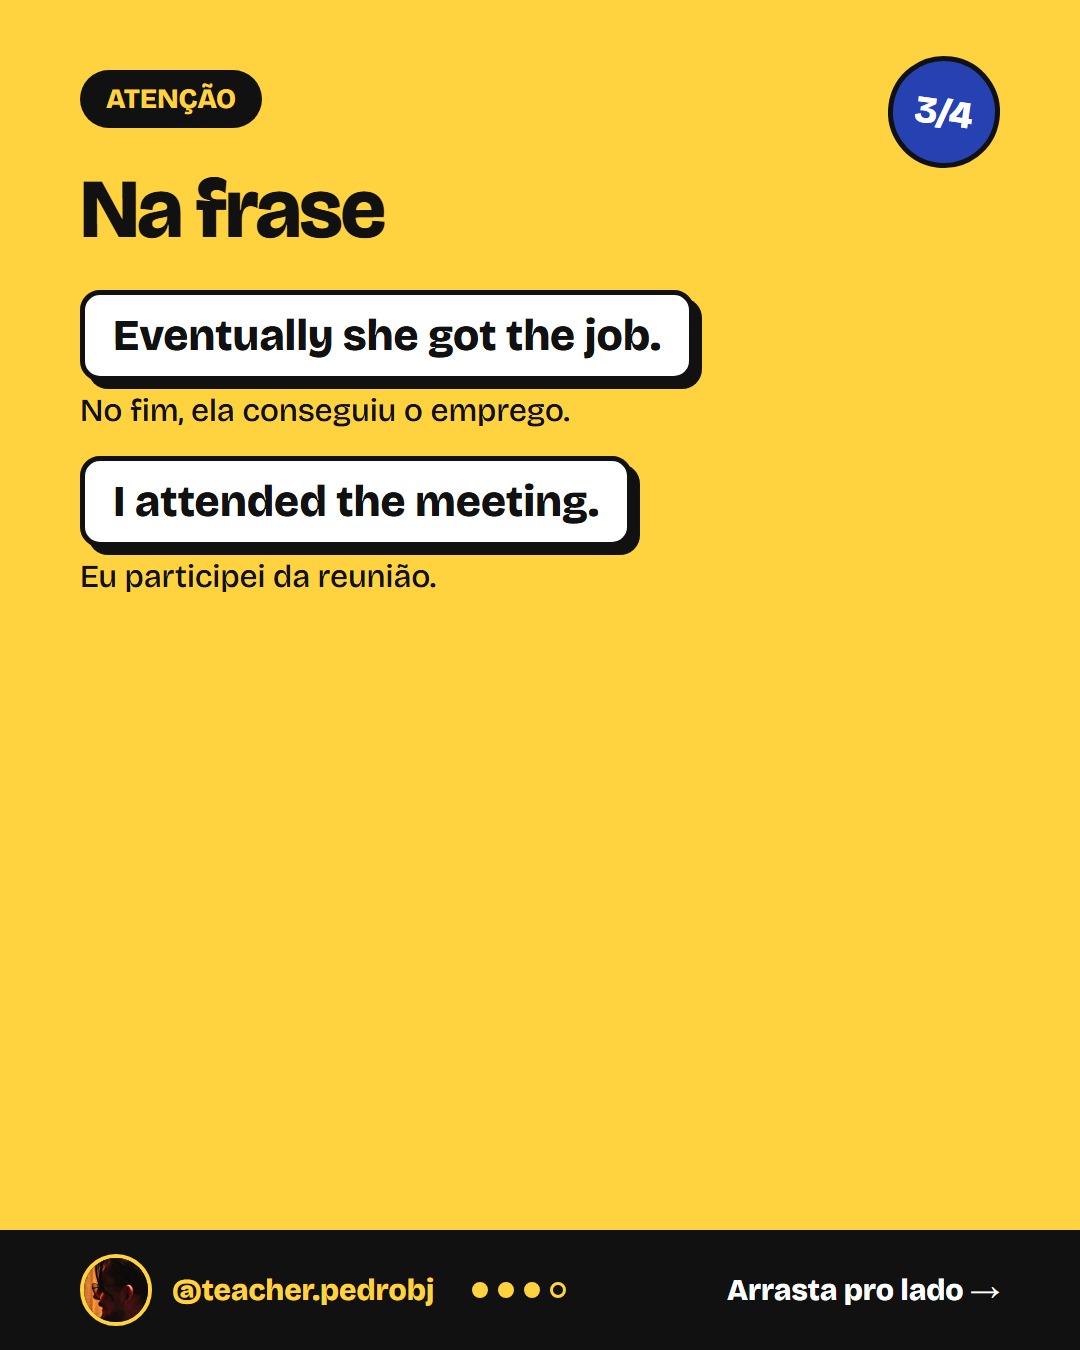 ATENÇÃO
3/4
Na frase
Eventually she got the job.
No fim, ela conseguiu o emprego.
I attended the meeting.
Eu participei da reunião.
@teacher.pedrobj
Arrasta pro lado →